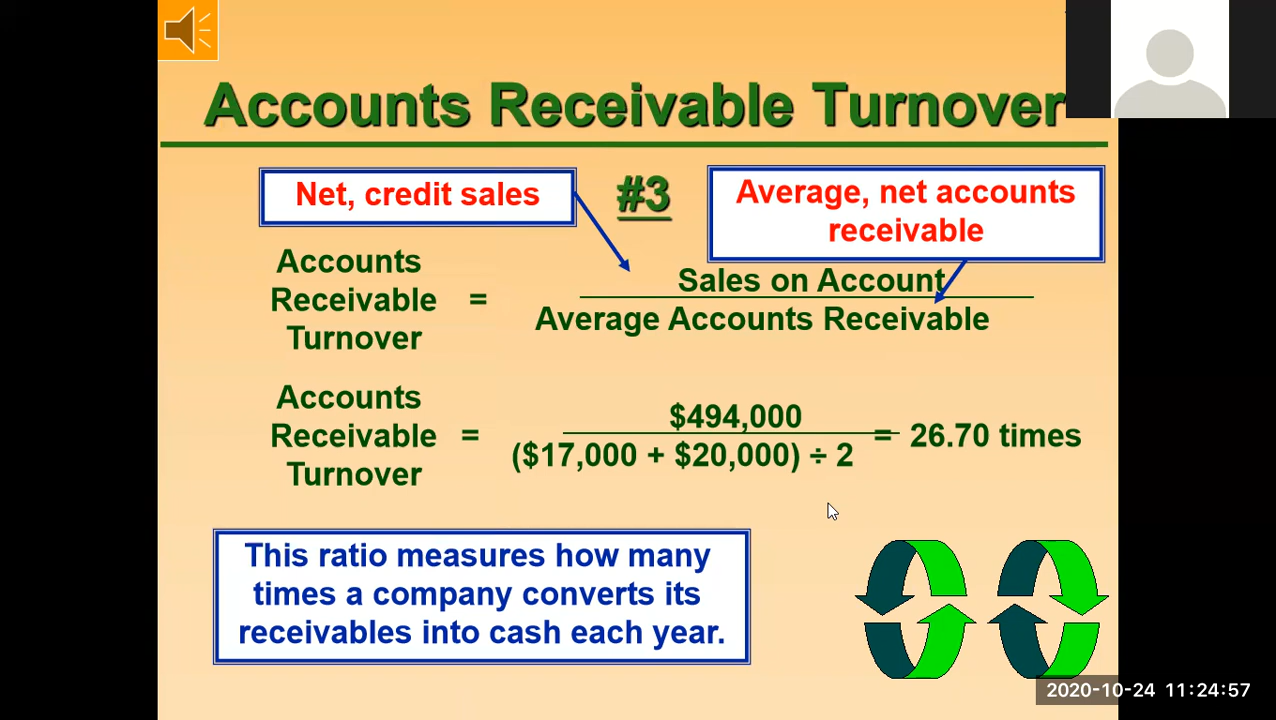 Accounts Receivable Turnover
Net, credit sales
#3
Average, net accounts
receivable
Accounts
Receivable
Turnover
=
Sales on Account
Average Accounts Receivable
Accounts
Receivable
Turnover
=
$494,000
($17,000 + $20,000) ÷ 2
= 26.70 times
This ratio measures how many
times a company converts its
receivables into cash each year.
2020-10-24 11:24:57